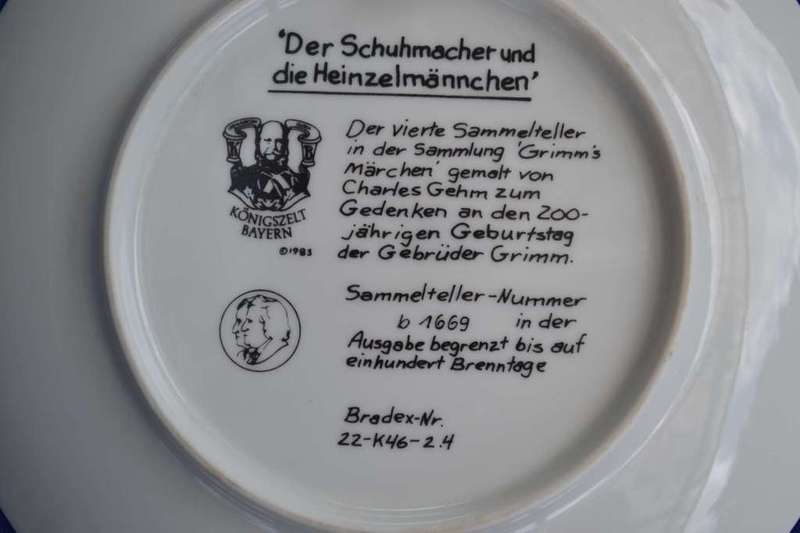 'Der Schuhmacher und
die Heinzelmännchen'
Der vierte Sammelteller
in der Sammlung 'Grimm's
Märchen' gemalt von
Charles Gehm zum
Gedenken an den 200-
jährigen Geburtstag
der Gebrüder Grimm.
KÖNIGSZELT
BAYERN
©1983
Sammelteller-Nummer
b 1669 in der
Ausgabe begrenzt bis auf
einhundert Brenntage
Bradex-Nr.
22-K46-2.4